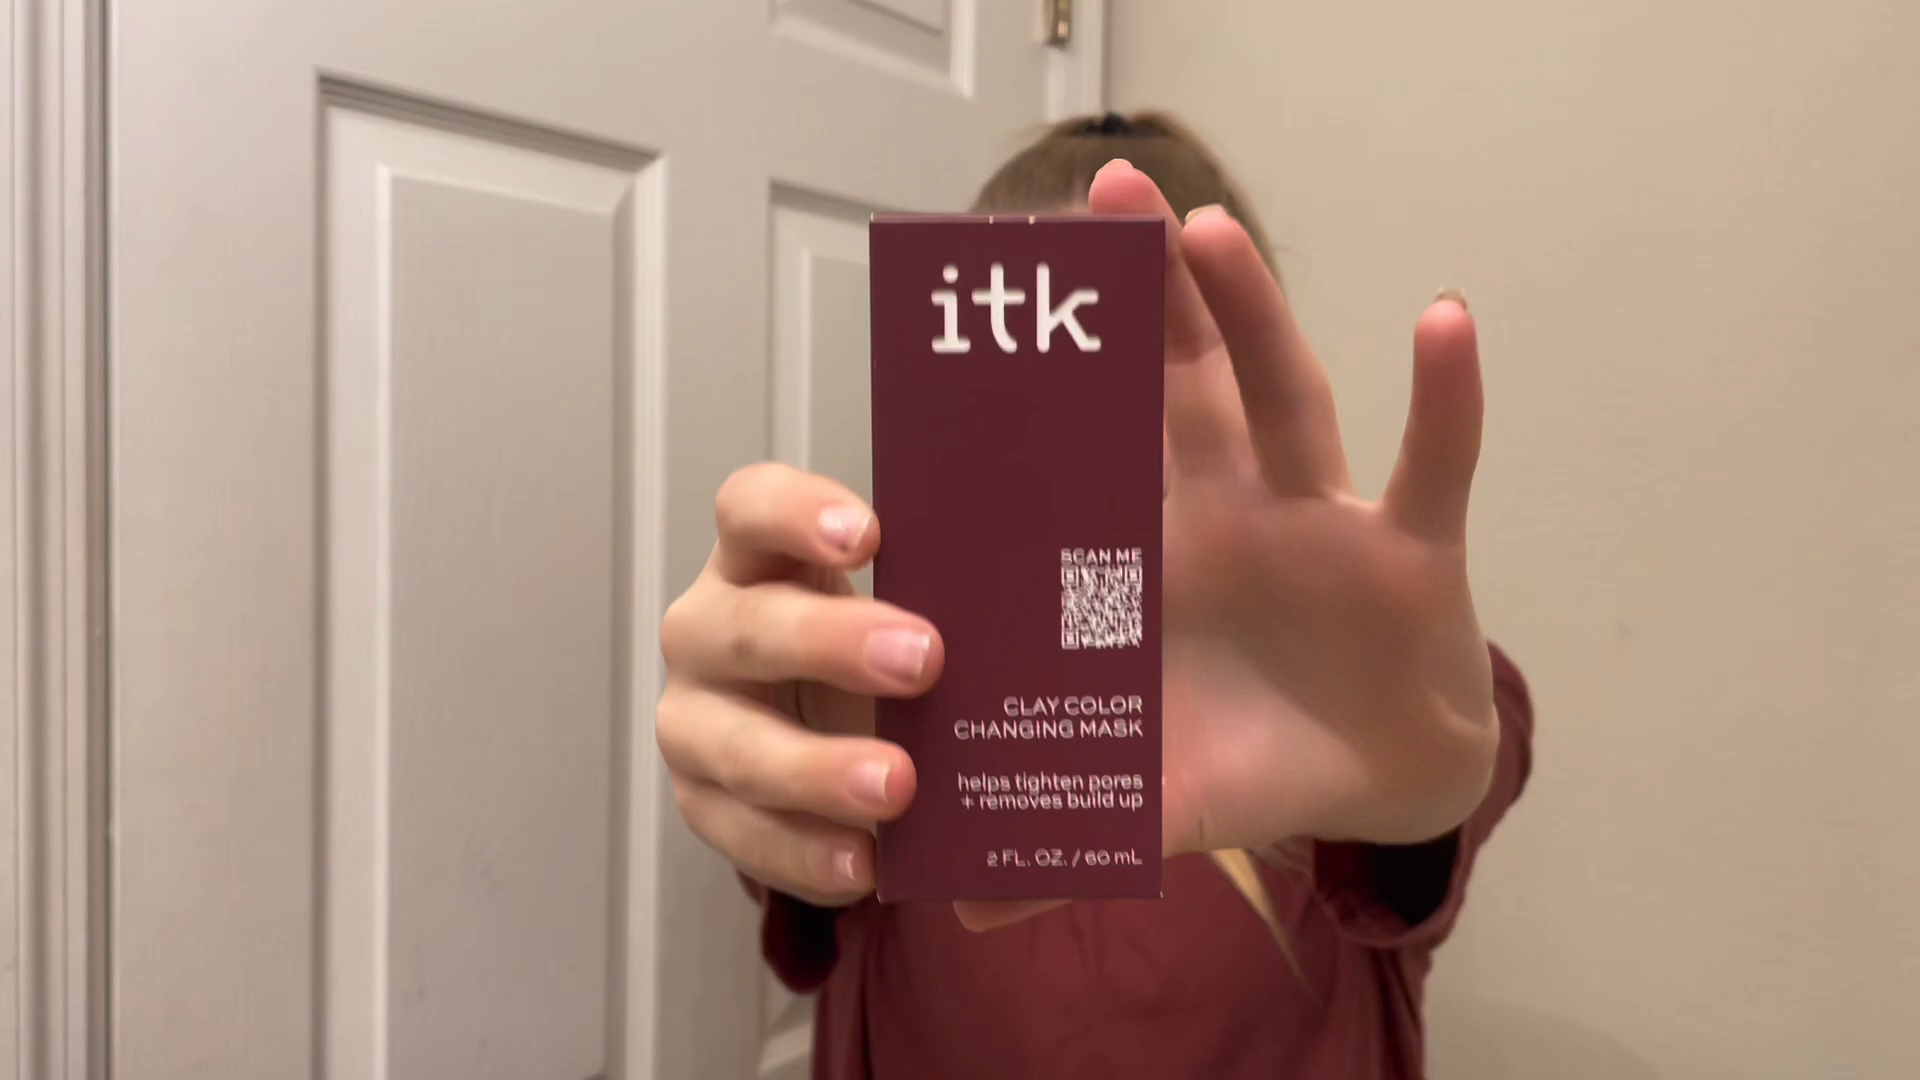 itk
SCAN ME
CLAY COLOR
CHANGING MASK
helps tighten pores
+ removes build up
2 FL. OZ. / 60 mL